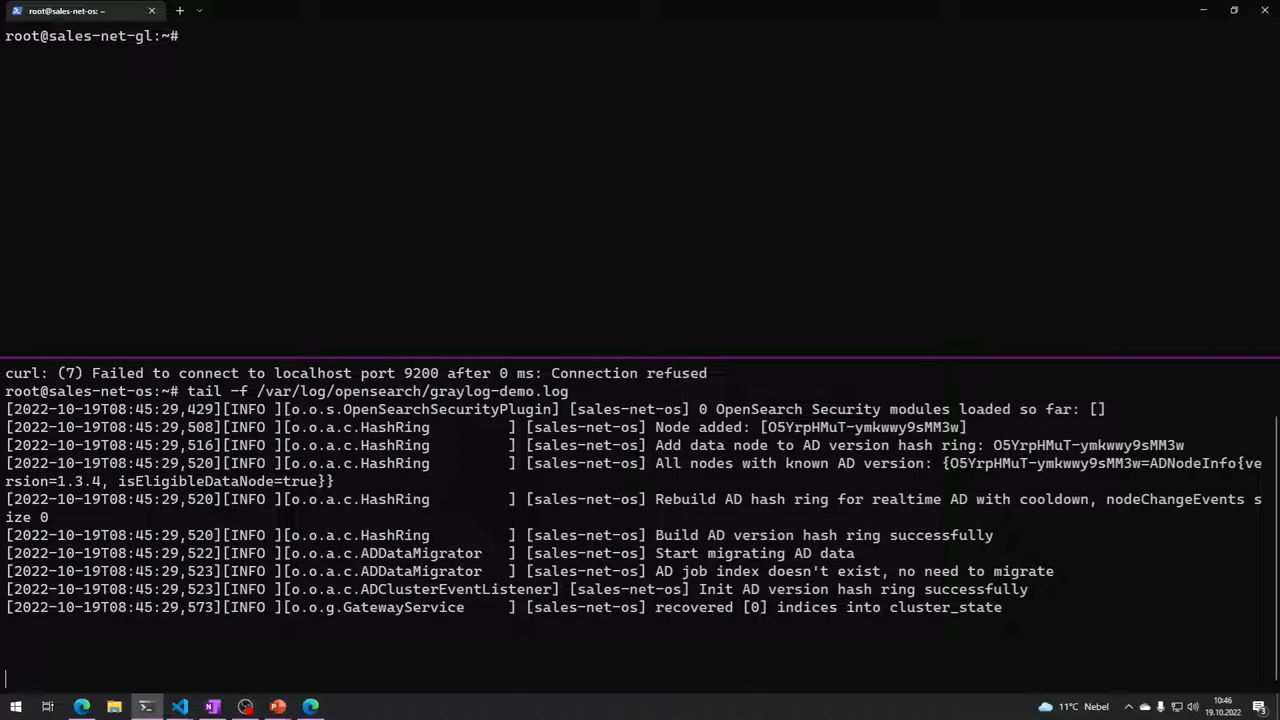 root@sales-net-os: ~
root@sales-net-gl:~#
curl: (7) Failed to connect to localhost port 9200 after 0 ms: Connection refused
root@sales-net-os:~# tail -f /var/log/opensearch/graylog-demo.log
[2022-10-19T08:45:29,429][INFO ][o.o.s.OpenSearchSecurityPlugin] [sales-net-os] 0 OpenSearch Security modules loaded so far: []
[2022-10-19T08:45:29,508][INFO ][o.o.a.c.HashRing         ] [sales-net-os] Node added: [O5YrpHMuT-ymkwwy9sMM3w]
[2022-10-19T08:45:29,516][INFO ][o.o.a.c.HashRing         ] [sales-net-os] Add data node to AD version hash ring: O5YrpHMuT-ymkwwy9sMM3w
[2022-10-19T08:45:29,520][INFO ][o.o.a.c.HashRing         ] [sales-net-os] All nodes with known AD version: {O5YrpHMuT-ymkwwy9sMM3w=ADNodeInfo{ve
rsion=1.3.4, isEligibleDataNode=true}}
[2022-10-19T08:45:29,520][INFO ][o.o.a.c.HashRing         ] [sales-net-os] Rebuild AD hash ring for realtime AD with cooldown, nodeChangeEvents s
ize 0
[2022-10-19T08:45:29,520][INFO ][o.o.a.c.HashRing         ] [sales-net-os] Build AD version hash ring successfully
[2022-10-19T08:45:29,522][INFO ][o.o.a.c.ADDataMigrator   ] [sales-net-os] Start migrating AD data
[2022-10-19T08:45:29,523][INFO ][o.o.a.c.ADDataMigrator   ] [sales-net-os] AD job index doesn't exist, no need to migrate
[2022-10-19T08:45:29,523][INFO ][o.o.a.c.ADClusterEventListener] [sales-net-os] Init AD version hash ring successfully
[2022-10-19T08:45:29,573][INFO ][o.o.g.GatewayService     ] [sales-net-os] recovered [0] indices into cluster_state
11°C Nebel
10:46
19.10.2022
3